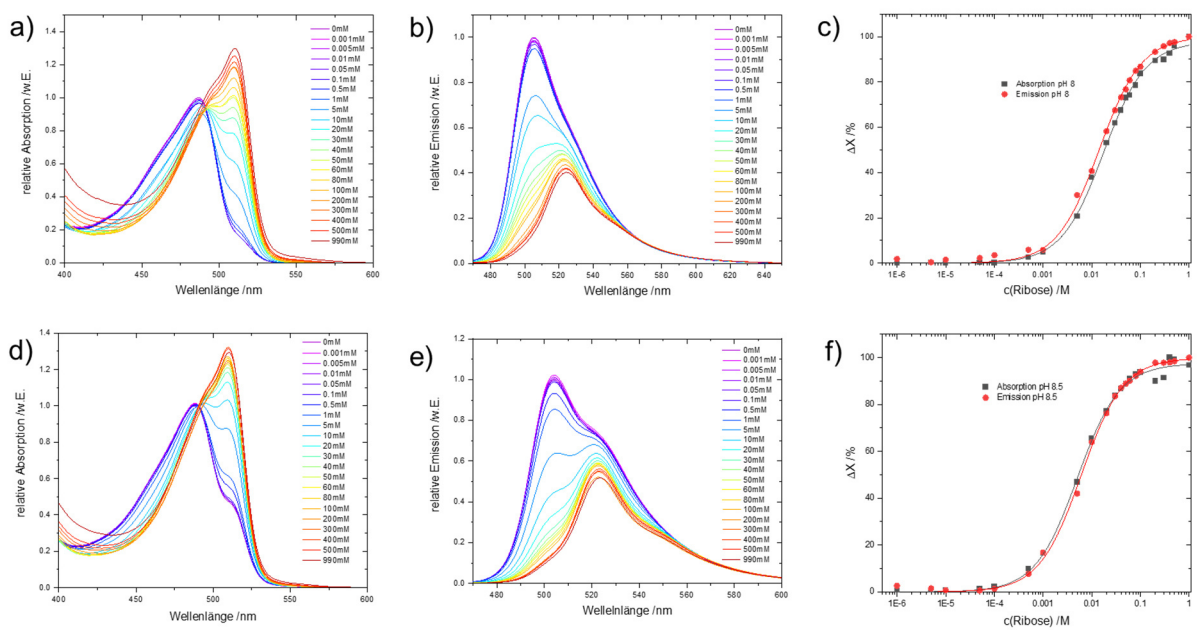 a)
relative Absorption /w.E.
1.4
1.2
1.0
0.8
0.6
0.4
0.2
0.0
400
450
500
550
600
Wellenlänge /nm
0mM
0.001mM
0.005mM
0.01mM
0.05mM
0.1mM
0.5mM
1mM
5mM
10mM
20mM
30mM
40mM
50mM
60mM
80mM
100mM
200mM
300mM
400mM
500mM
990mM
b)
relative Emission /w.E.
1.0
0.8
0.6
0.4
0.2
0.0
500
550
600
Wellenlänge /nm
0mM
0.001mM
0.005mM
0.01mM
0.05mM
0.1mM
0.5mM
1mM
5mM
10mM
20mM
30mM
40mM
50mM
60mM
80mM
100mM
200mM
300mM
400mM
500mM
990mM
c)
ΔX /%
100
80
60
40
20
0
Absorption pH 8
Emission pH 8
1E-6
1E-5
1E-4
0.001
0.01
0.1
1
c(Ribose) /M
d)
relative Absorption /w.E.
1.4
1.2
1.0
0.8
0.6
0.4
0.2
0.0
400
450
500
550
600
Wellenlänge /nm
0mM
0.001mM
0.005mM
0.01mM
0.05mM
0.1mM
0.5mM
1mM
5mM
10mM
20mM
30mM
40mM
50mM
60mM
80mM
100mM
200mM
300mM
400mM
500mM
990mM
e)
relative Emission /w.E.
1.2
1.0
0.8
0.6
0.4
0.2
0.0
480
500
520
540
560
580
600
Wellelnlänge /nm
0mM
0.001mM
0.005mM
0.01mM
0.05mM
0.1mM
0.5mM
1mM
5mM
10mM
20mM
30mM
40mM
50mM
60mM
80mM
100mM
200mM
300mM
400mM
500mM
990mM
f)
ΔX /%
100
80
60
40
20
0
Absorption pH 8.5
Emission pH 8.5
1E-6
1E-5
1E-4
0.001
0.01
0.1
1
c(Ribose) /M